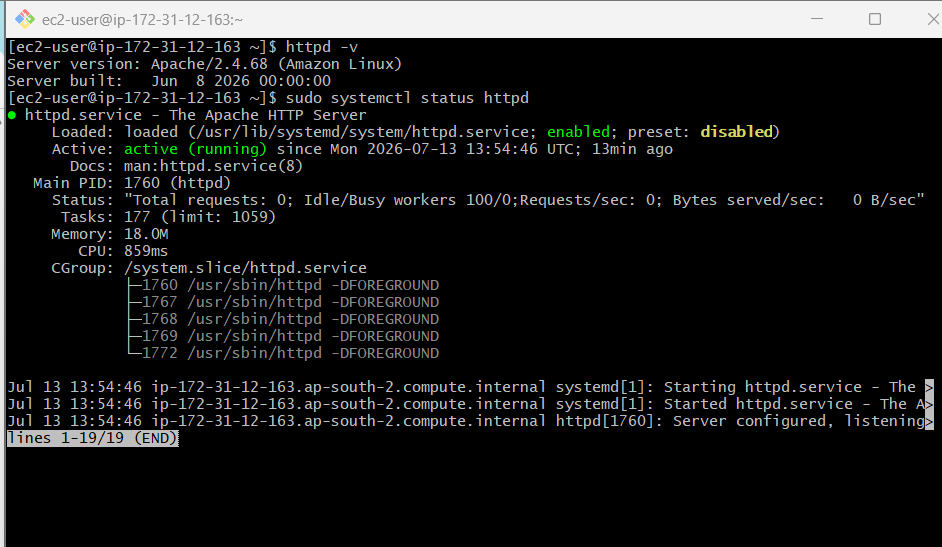 ec2-user@ip-172-31-12-163:~
[ec2-user@ip-172-31-12-163 ~]$ httpd -v
Server version: Apache/2.4.68 (Amazon Linux)
Server built:   Jun  8 2026 00:00:00
[ec2-user@ip-172-31-12-163 ~]$ sudo systemctl status httpd
● httpd.service - The Apache HTTP Server
     Loaded: loaded (/usr/lib/systemd/system/httpd.service; enabled; preset: disabled)
     Active: active (running) since Mon 2026-07-13 13:54:46 UTC; 13min ago
       Docs: man:httpd.service(8)
   Main PID: 1760 (httpd)
     Status: "Total requests: 0; Idle/Busy workers 100/0;Requests/sec: 0; Bytes served/sec:   0 B/sec"
      Tasks: 177 (limit: 1059)
     Memory: 18.0M
        CPU: 859ms
     CGroup: /system.slice/httpd.service
             ├─1760 /usr/sbin/httpd -DFOREGROUND
             ├─1767 /usr/sbin/httpd -DFOREGROUND
             ├─1768 /usr/sbin/httpd -DFOREGROUND
             ├─1769 /usr/sbin/httpd -DFOREGROUND
             └─1772 /usr/sbin/httpd -DFOREGROUND
Jul 13 13:54:46 ip-172-31-12-163.ap-south-2.compute.internal systemd[1]: Starting httpd.service - The >
Jul 13 13:54:46 ip-172-31-12-163.ap-south-2.compute.internal systemd[1]: Started httpd.service - The A>
Jul 13 13:54:46 ip-172-31-12-163.ap-south-2.compute.internal httpd[1760]: Server configured, listening>
lines 1-19/19 (END)